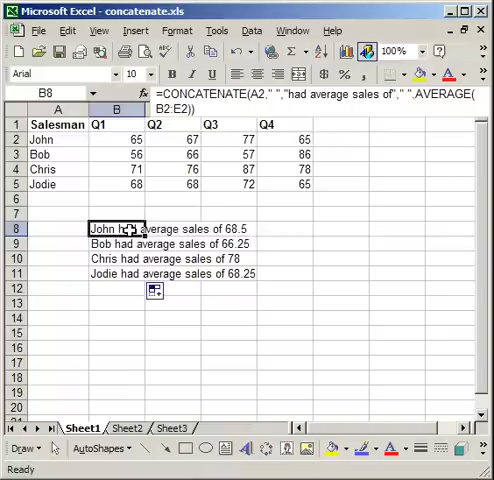 Microsoft Excel - concatenate.xls
File Edit View Insert Format Tools Data Window
100%
Arial 10 B I U $ %
B8 fx =CONCATENATE(A2," ","had average sales of"," ",AVERAGE(
B2:E2))
A B C D E F G
1 Salesman Q1 Q2 Q3 Q4
2 John 65 67 77 65
3 Bob 56 66 57 86
4 Chris 71 76 87 78
5 Jodie 68 68 72 65
6
7
8 John had average sales of 68.5
9 Bob had average sales of 66.25
10 Chris had average sales of 78
11 Jodie had average sales of 68.25
12
13
14
15
16
17
18
19
20
21
Sheet1 Sheet2 Sheet3
Draw AutoShapes
Ready